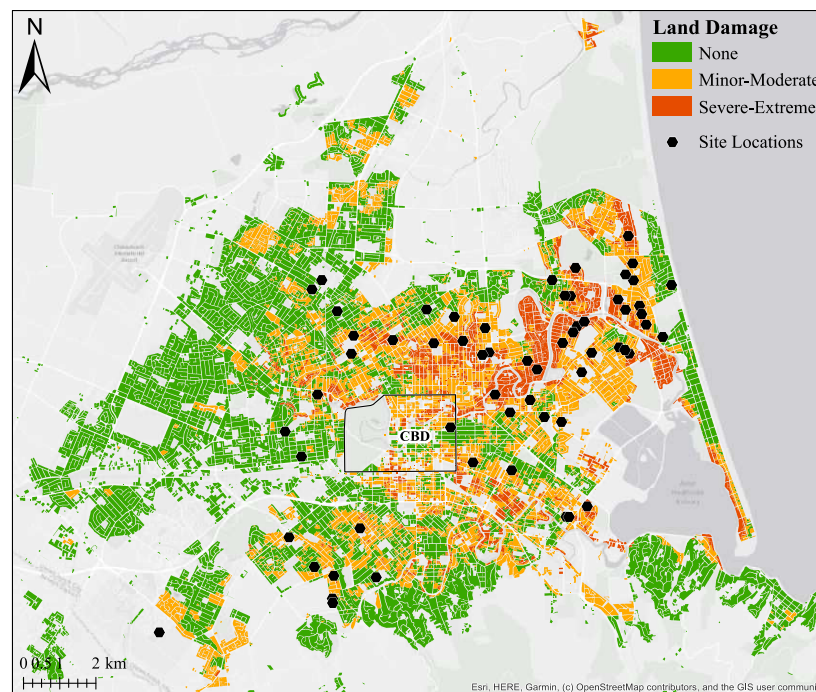 N
Land Damage
None
Minor-Moderate
Severe-Extreme
Site Locations
CBD
0 0.5 1 2 km
Esri, HERE, Garmin, (c) OpenStreetMap contributors, and the GIS user communi